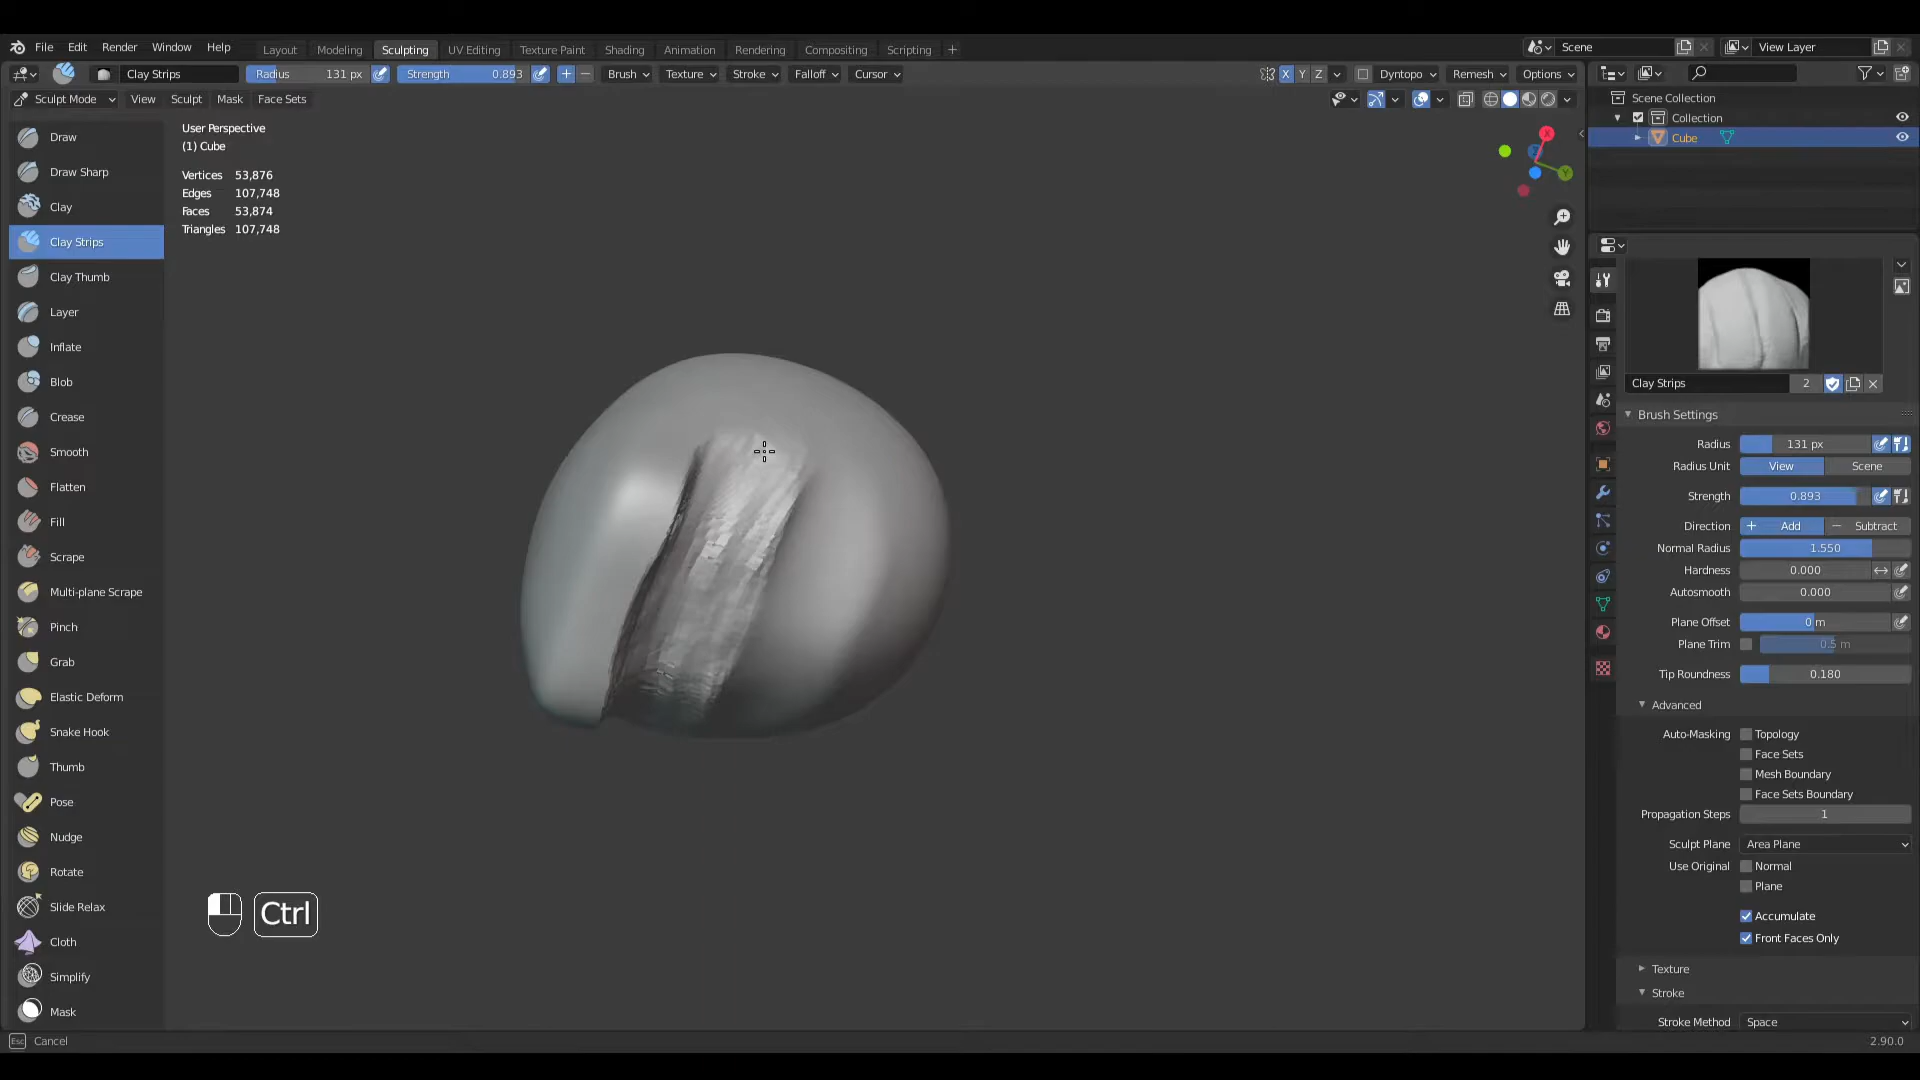 File Edit Render Window Help
Layout Modeling Sculpting UV Editing Texture Paint Shading Animation Rendering Compositing Scripting +
Scene
View Layer
Clay Strips
Radius 131 px
Strength 0.893
Brush Texture Stroke Falloff Cursor
X Y Z
Dyntopo Remesh Options
Sculpt Mode View Sculpt Mask Face Sets
Scene Collection
Collection
Cube
User Perspective
(1) Cube
Vertices 53,876
Edges 107,748
Faces 53,874
Triangles 107,748
X
Y
Draw
Draw Sharp
Clay
Clay Strips
Clay Thumb
Layer
Inflate
Blob
Crease
Smooth
Flatten
Fill
Scrape
Multi-plane Scrape
Pinch
Grab
Elastic Deform
Snake Hook
Thumb
Pose
Nudge
Rotate
Slide Relax
Cloth
Simplify
Mask
Ctrl
Clay Strips 2
Brush Settings
Radius 131 px
Radius Unit View Scene
Strength 0.893
Direction + Add − Subtract
Normal Radius 1.550
Hardness 0.000
Autosmooth 0.000
Plane Offset 0 m
Plane Trim 0.5 m
Tip Roundness 0.180
Advanced
Auto-Masking Topology
Face Sets
Mesh Boundary
Face Sets Boundary
Propagation Steps 1
Sculpt Plane Area Plane
Use Original Normal
Plane
Accumulate
Front Faces Only
Texture
Stroke
Stroke Method Space
Esc Cancel
2.90.0